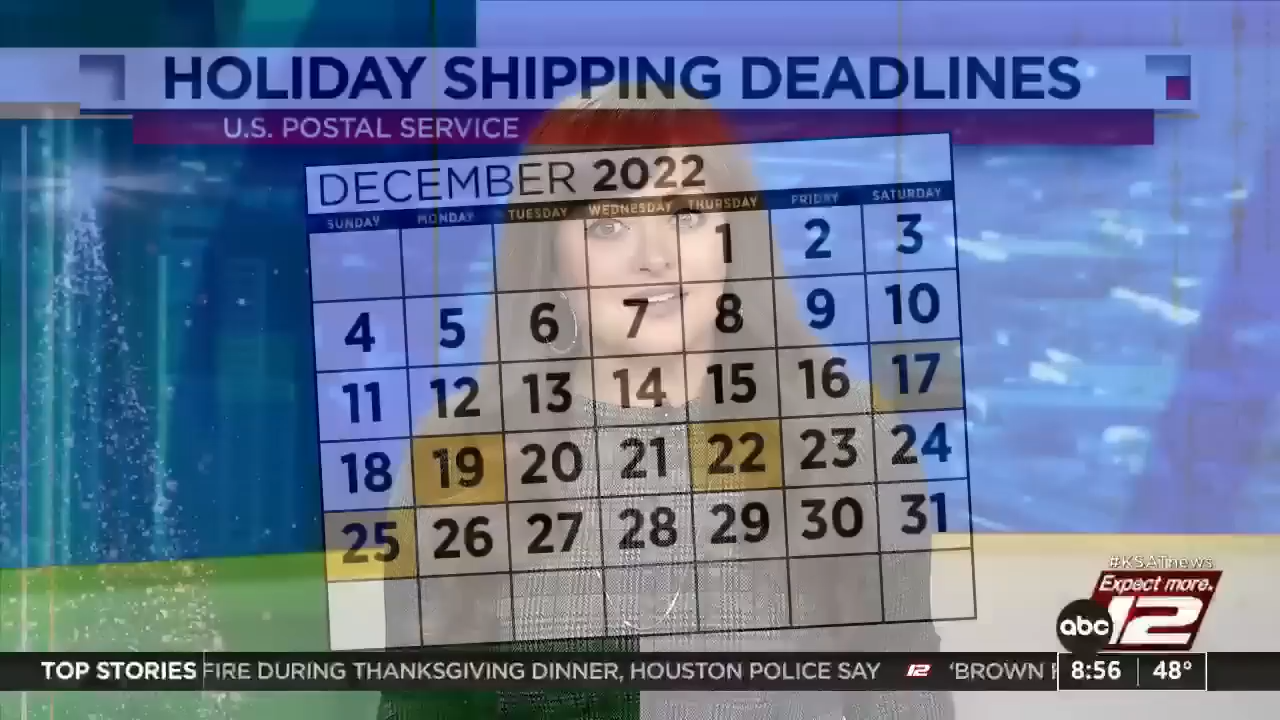 HOLIDAY SHIPPING DEADLINES
U.S. POSTAL SERVICE
DECEMBER 2022
SUNDAY MONDAY TUESDAY WEDNESDAY THURSDAY FRIDAY SATURDAY
1 2 3
4 5 6 7 8 9 10
11 12 13 14 15 16 17
18 19 20 21 22 23 24
25 26 27 28 29 30 31
#KSATnews
Expect more.
abc 12
TOP STORIES FIRE DURING THANKSGIVING DINNER, HOUSTON POLICE SAY 12 'BROWN 8:56 48°